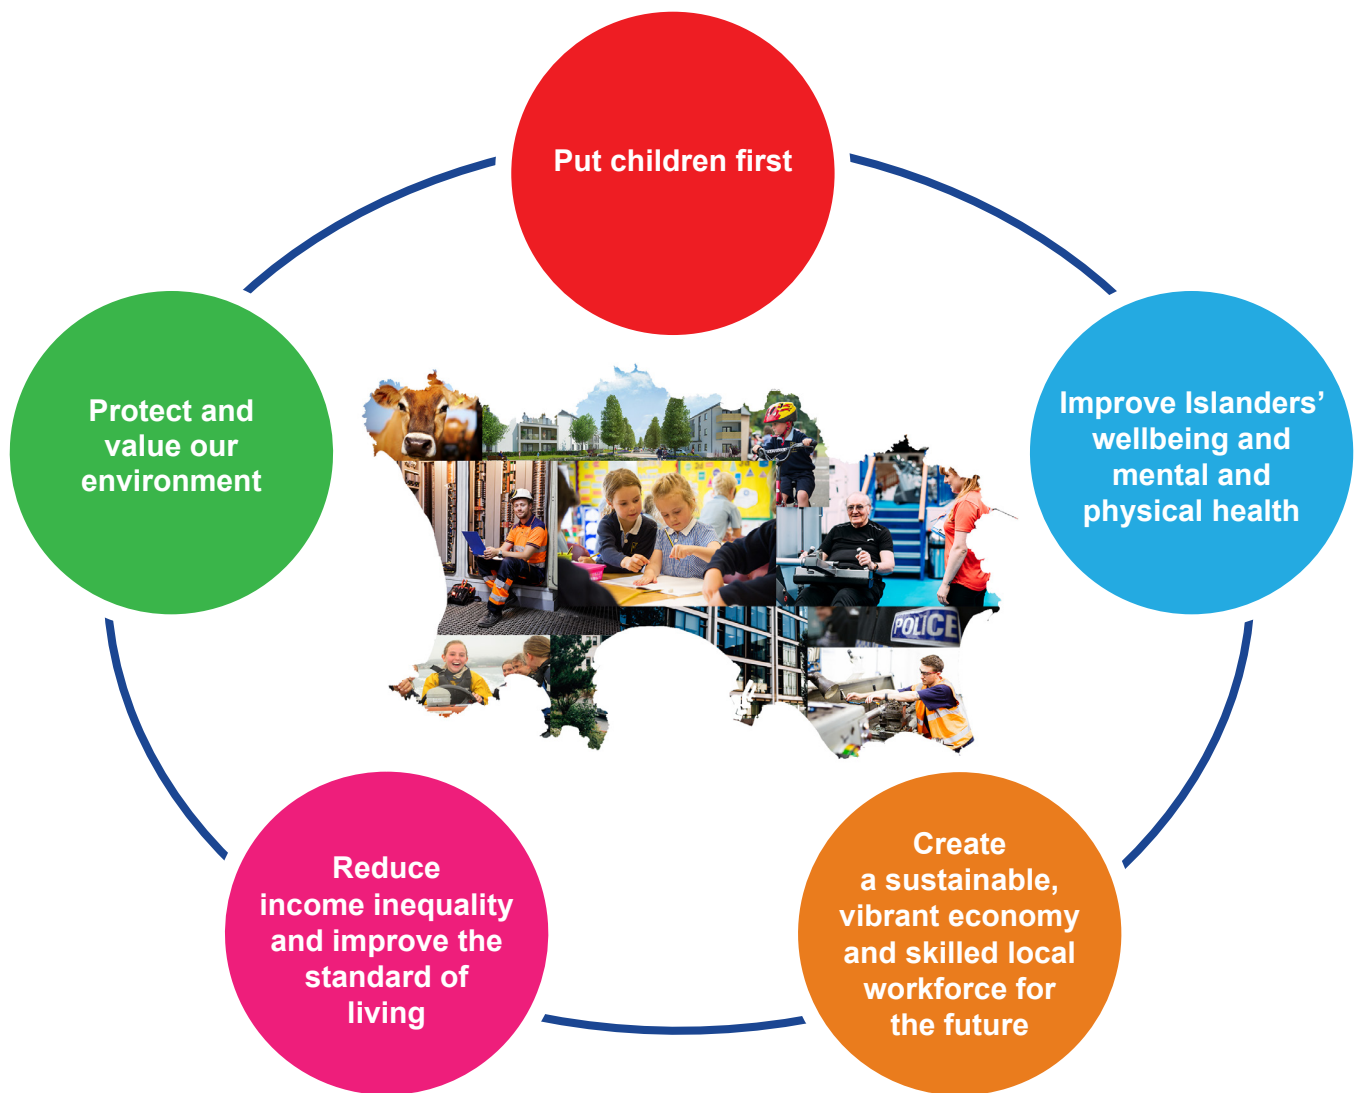 Put children first
Improve Islanders’
wellbeing and
mental and
physical health
Create
a sustainable,
vibrant economy
and skilled local
workforce for
the future
Reduce
income inequality
and improve the
standard of
living
Protect and
value our
environment
POLICE